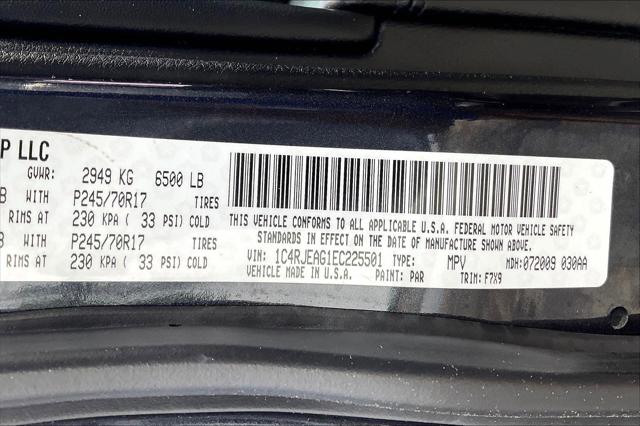 P LLC
GVWR: 2949 KG 6500 LB
B WITH P245/70R17 TIRES
RIMS AT 230 KPA ( 33 PSI) COLD
B WITH P245/70R17 TIRES
RIMS AT 230 KPA ( 33 PSI) COLD
THIS VEHICLE CONFORMS TO ALL APPLICABLE U.S.A. FEDERAL MOTOR VEHICLE SAFETY
STANDARDS IN EFFECT ON THE DATE OF MANUFACTURE SHOWN ABOVE.
VIN: 1C4RJEAG1EC225501 TYPE: MPV MDH: 072009 030AA
VEHICLE MADE IN U.S.A. PAINT: PAR TRIM: F7X9